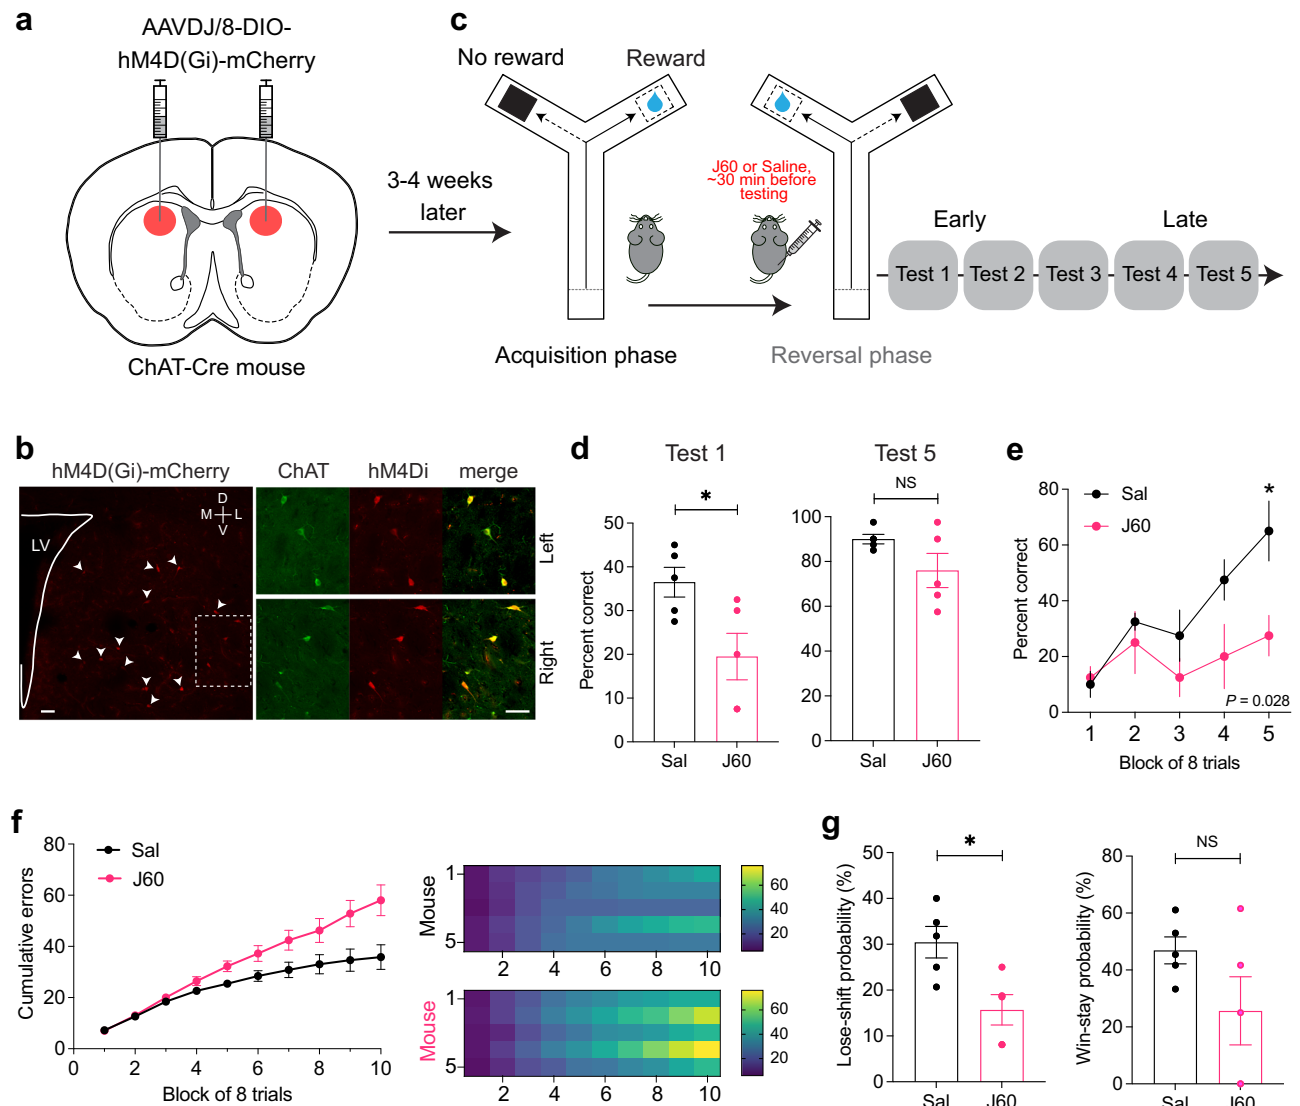 a
AAVDJ/8-DIO-
hM4D(Gi)-mCherry
ChAT-Cre mouse
3-4 weeks
later
c
No reward
Reward
J60 or Saline,
~30 min before
testing
Acquisition phase
Reversal phase
Early
Late
Test 1
Test 2
Test 3
Test 4
Test 5
b
hM4D(Gi)-mCherry
ChAT
hM4Di
merge
LV
D
M
L
V
Left
Right
d
Test 1
Percent correct
50
40
30
20
10
0
*
Sal
J60
Test 5
100
80
60
40
20
0
NS
Sal
J60
e
Percent correct
80
60
40
20
0
Sal
J60
*
P = 0.028
1 2 3 4 5
Block of 8 trials
f
Cumulative errors
80
60
40
20
0
Sal
J60
0 2 4 6 8 10
Block of 8 trials
Mouse
1
5
2 4 6 8 10
60
40
20
Mouse
1
5
2 4 6 8 10
60
40
20
g
Lose-shift probability (%)
50
40
30
20
10
0
*
Sal
J60
Win-stay probability (%)
80
60
40
20
0
NS
Sal
J60